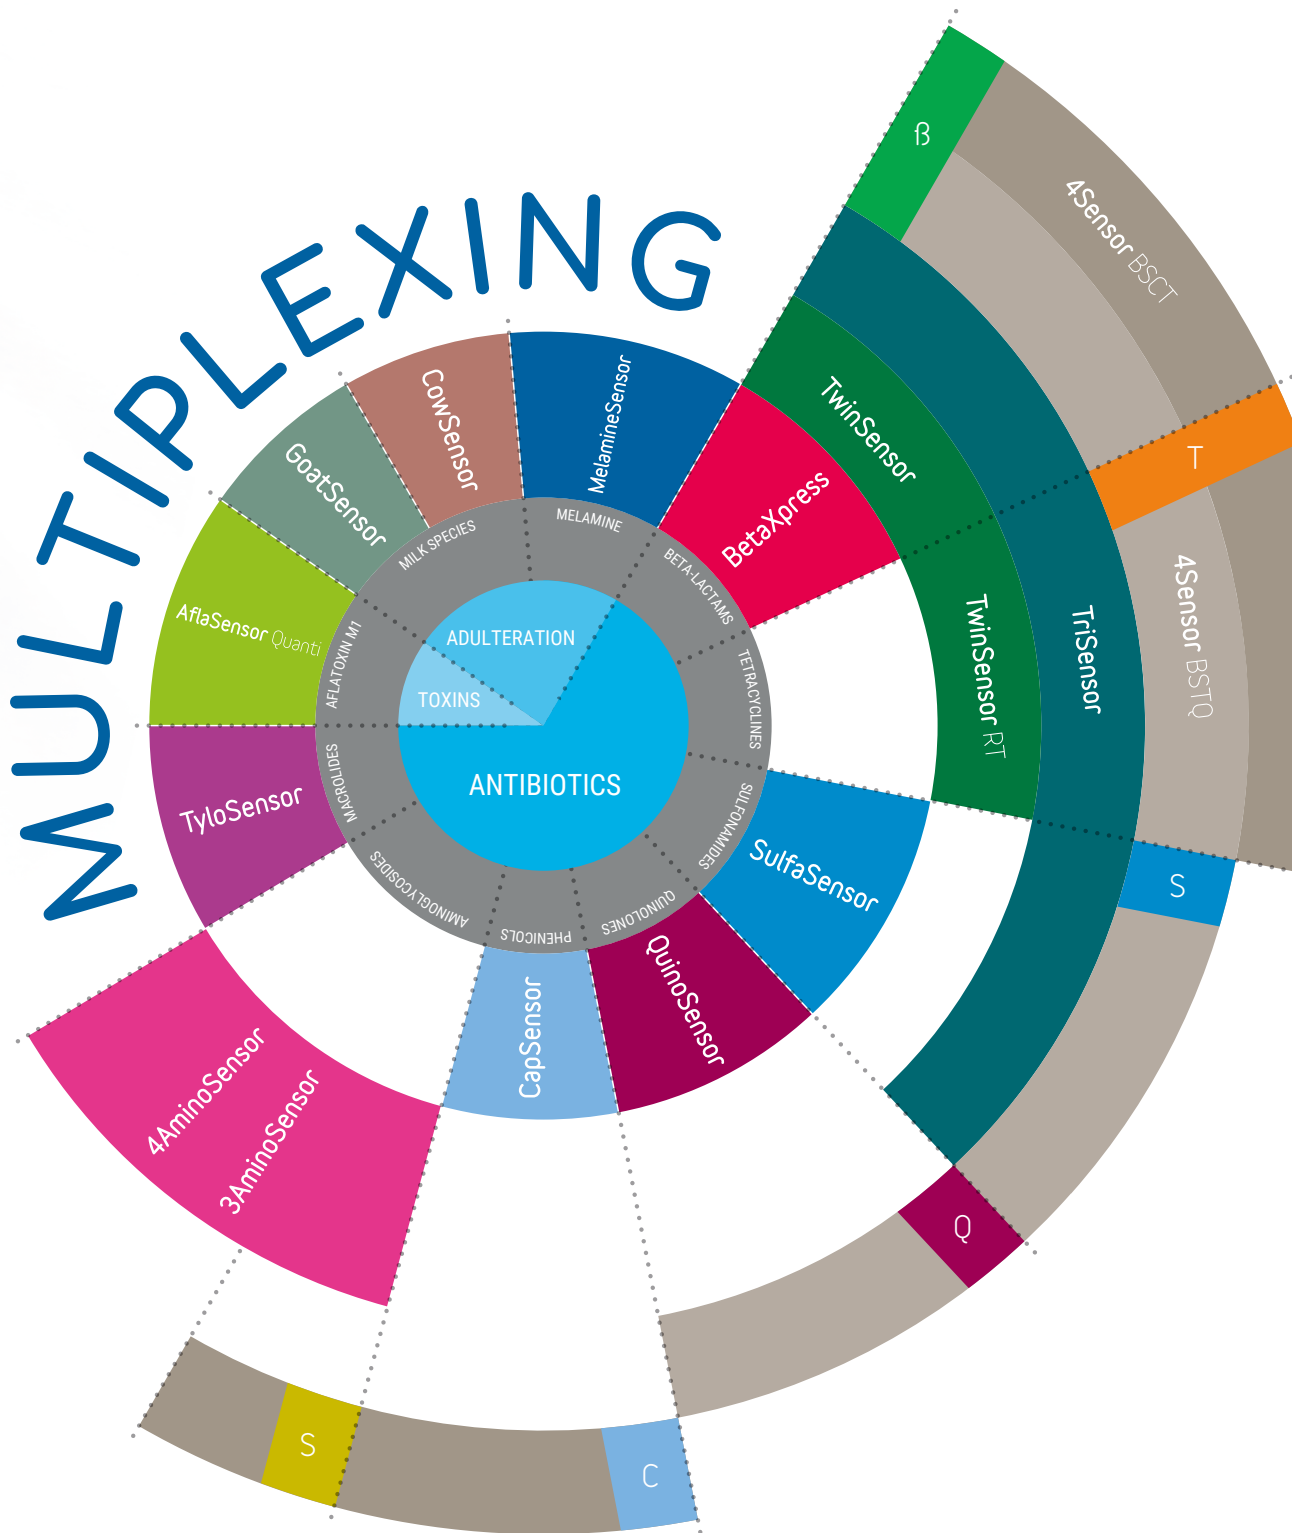 MULTIPLEXING
ß
4Sensor BSCT
T
4Sensor BSTQ
S
Q
C
S
TwinSensor
TwinSensor RT
TriSensor
BetaXpress
MelamineSensor
CowSensor
GoatSensor
AflaSensor Quanti
TyloSensor
4AminoSensor
3AminoSensor
CapSensor
QuinoSensor
SulfaSensor
MELAMINE
MILK SPECIES
AFLATOXIN M1
MACROLIDES
AMINOGLYCOSIDES
PHENICOLS
QUINOLONES
SULFONAMIDES
TETRACYCLINES
BETA-LACTAMS
ADULTERATION
TOXINS
ANTIBIOTICS